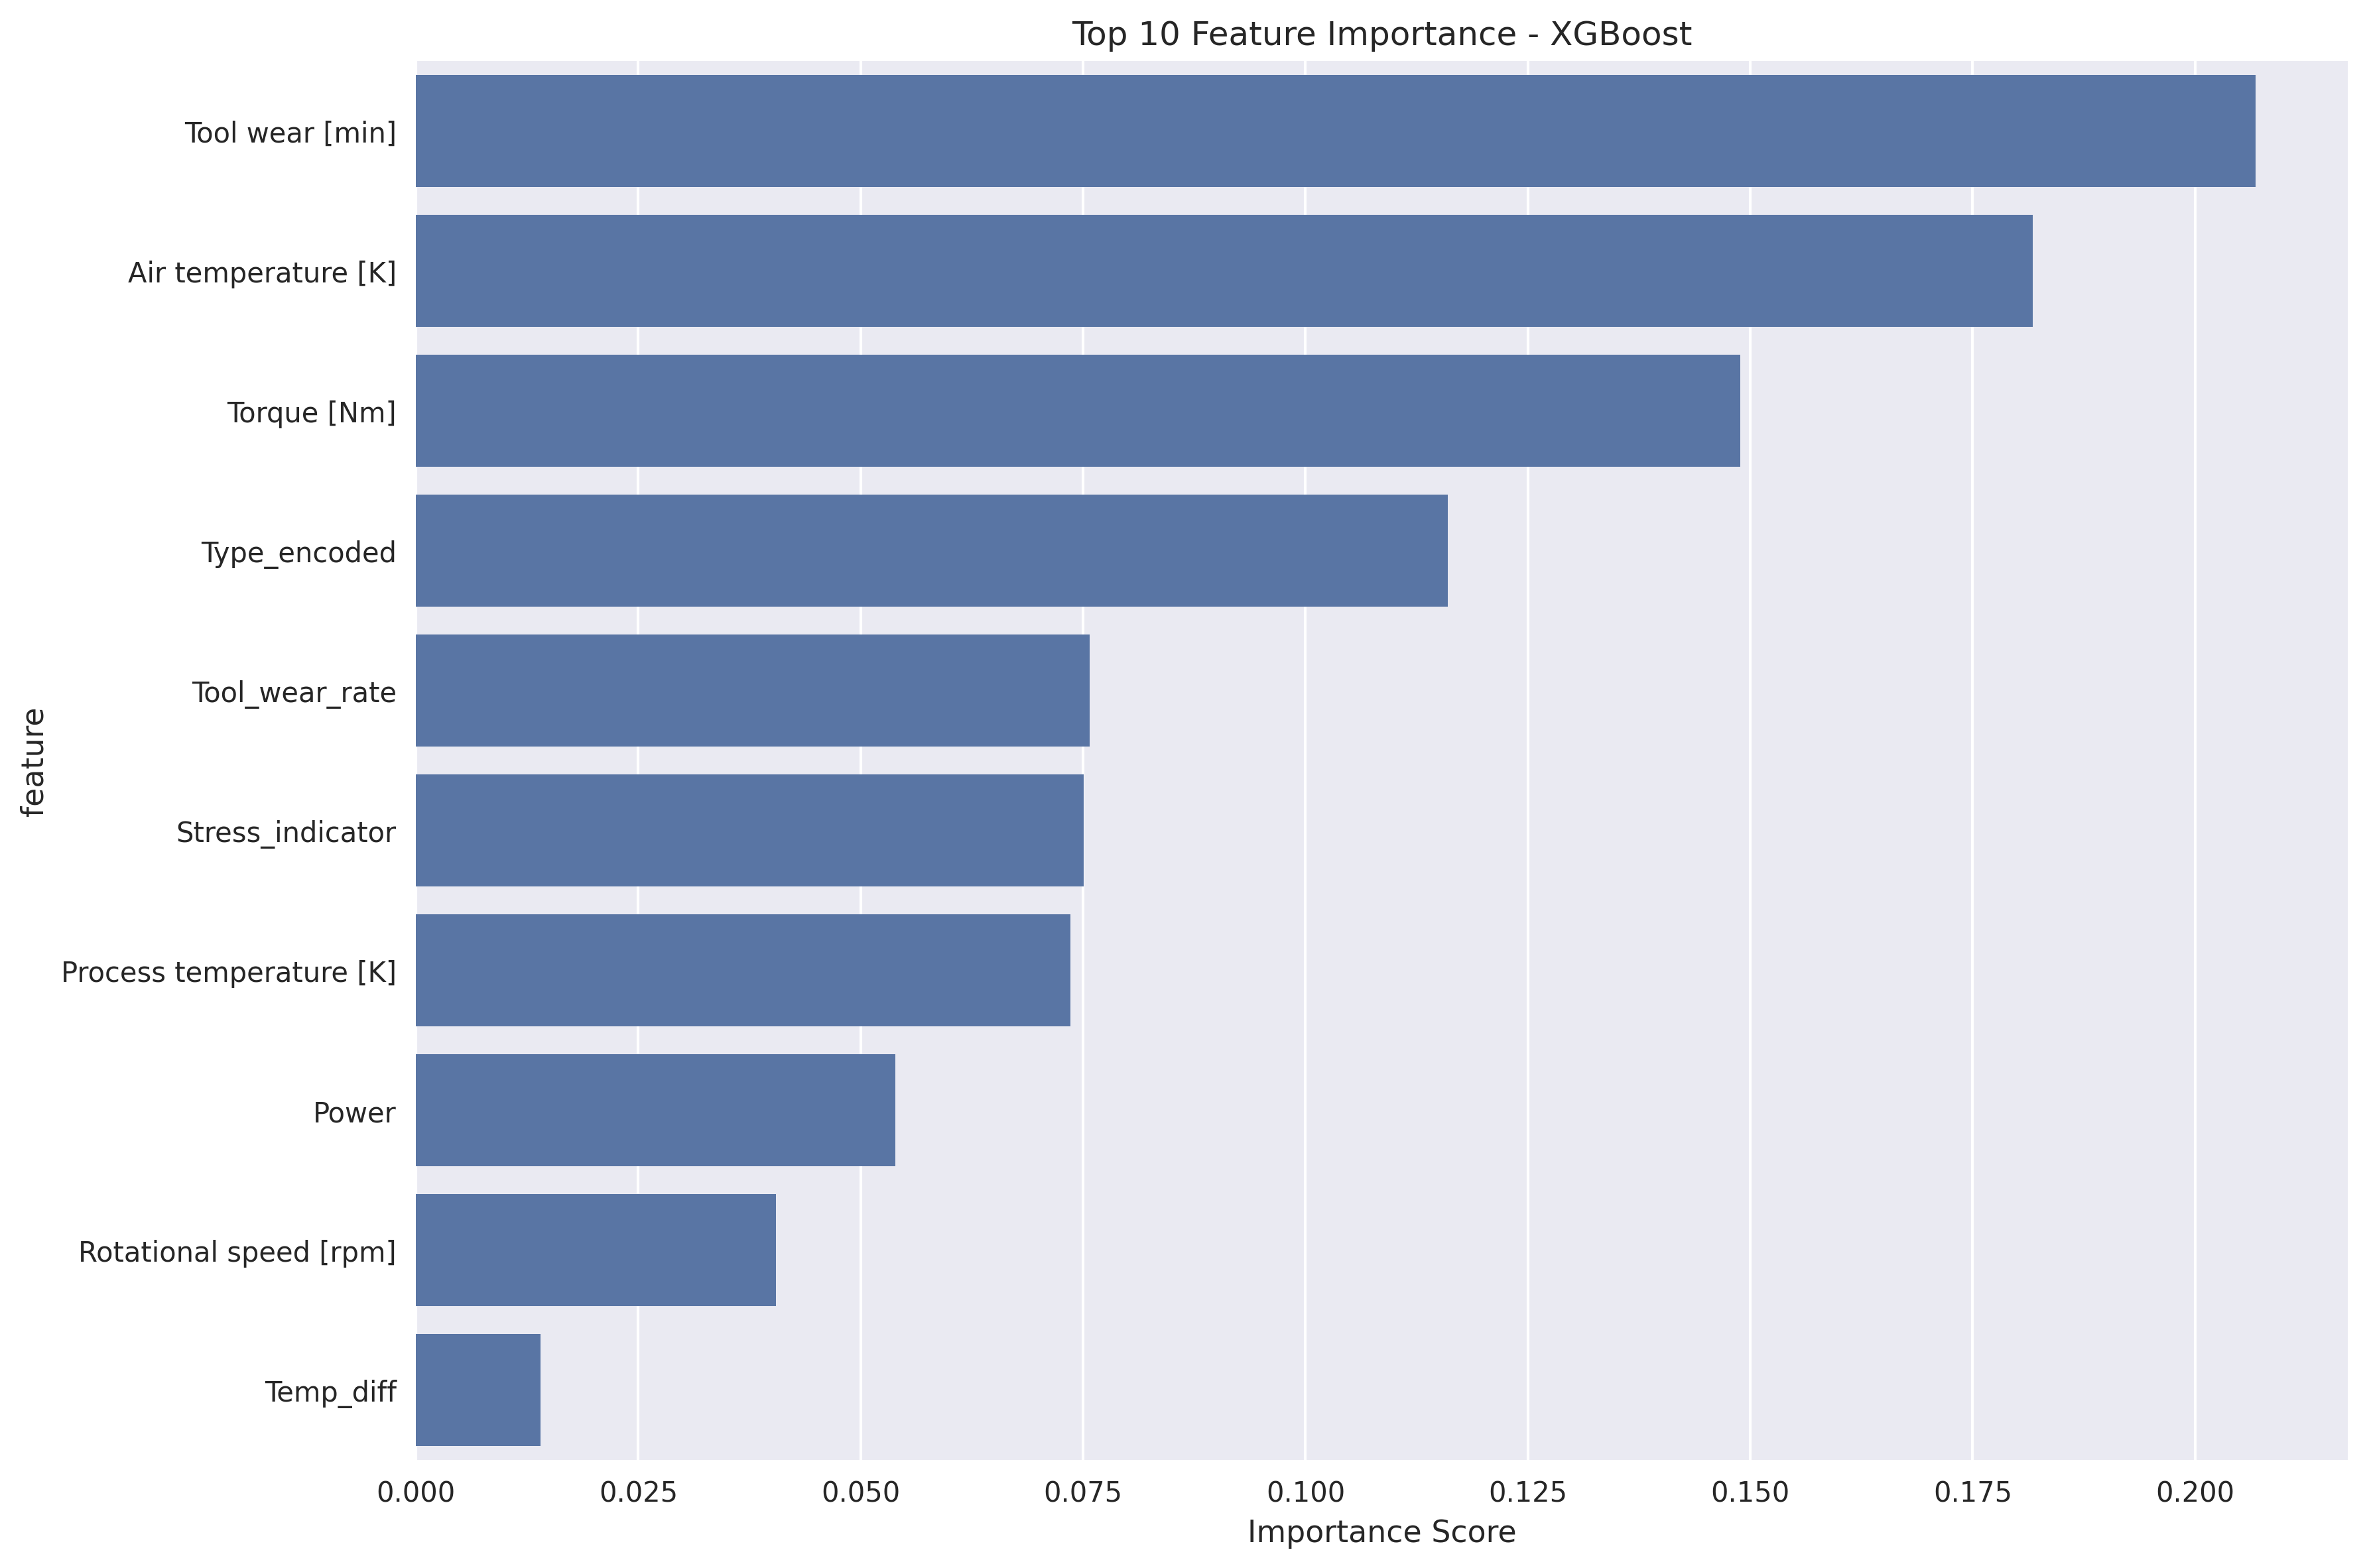 Top 10 Feature Importance - XGBoost
feature
Tool wear [min]
Air temperature [K]
Torque [Nm]
Type_encoded
Tool_wear_rate
Stress_indicator
Process temperature [K]
Power
Rotational speed [rpm]
Temp_diff
0.000 0.025 0.050 0.075 0.100 0.125 0.150 0.175 0.200
Importance Score